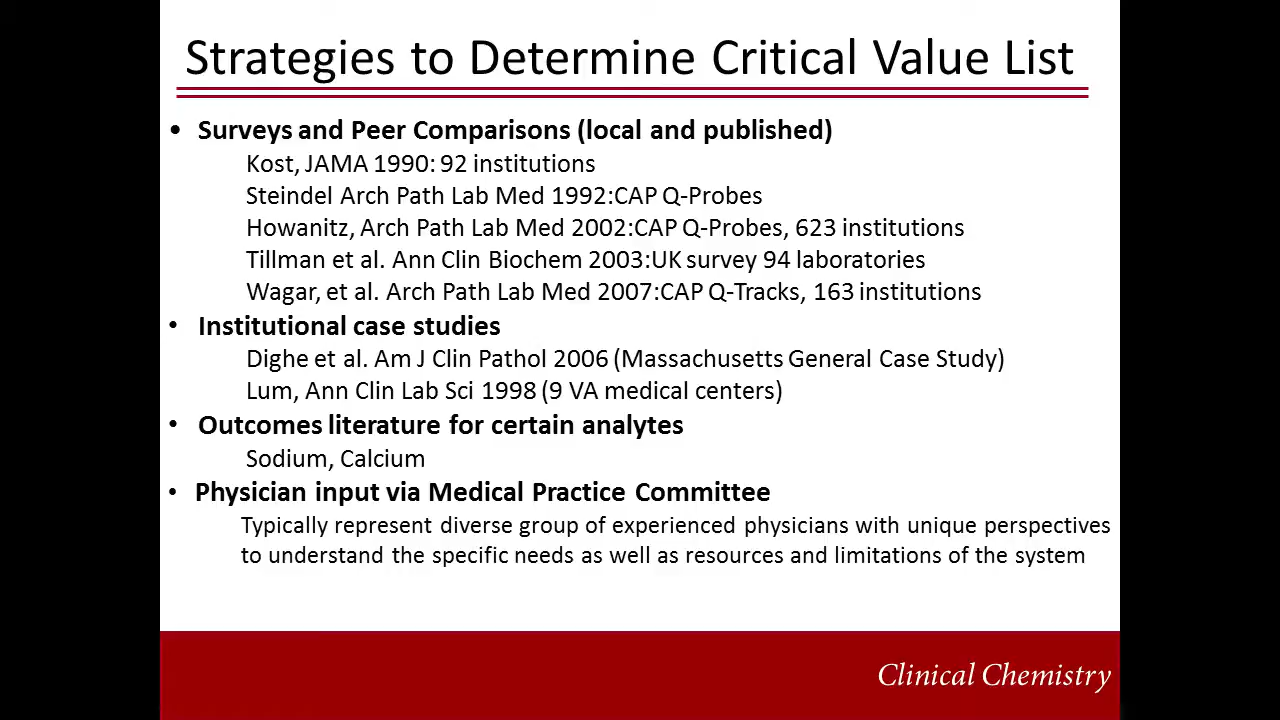 Strategies to Determine Critical Value List
• Surveys and Peer Comparisons (local and published)
Kost, JAMA 1990: 92 institutions
Steindel Arch Path Lab Med 1992:CAP Q-Probes
Howanitz, Arch Path Lab Med 2002:CAP Q-Probes, 623 institutions
Tillman et al. Ann Clin Biochem 2003:UK survey 94 laboratories
Wagar, et al. Arch Path Lab Med 2007:CAP Q-Tracks, 163 institutions
• Institutional case studies
Dighe et al. Am J Clin Pathol 2006 (Massachusetts General Case Study)
Lum, Ann Clin Lab Sci 1998 (9 VA medical centers)
• Outcomes literature for certain analytes
Sodium, Calcium
• Physician input via Medical Practice Committee
Typically represent diverse group of experienced physicians with unique perspectives
to understand the specific needs as well as resources and limitations of the system
Clinical Chemistry